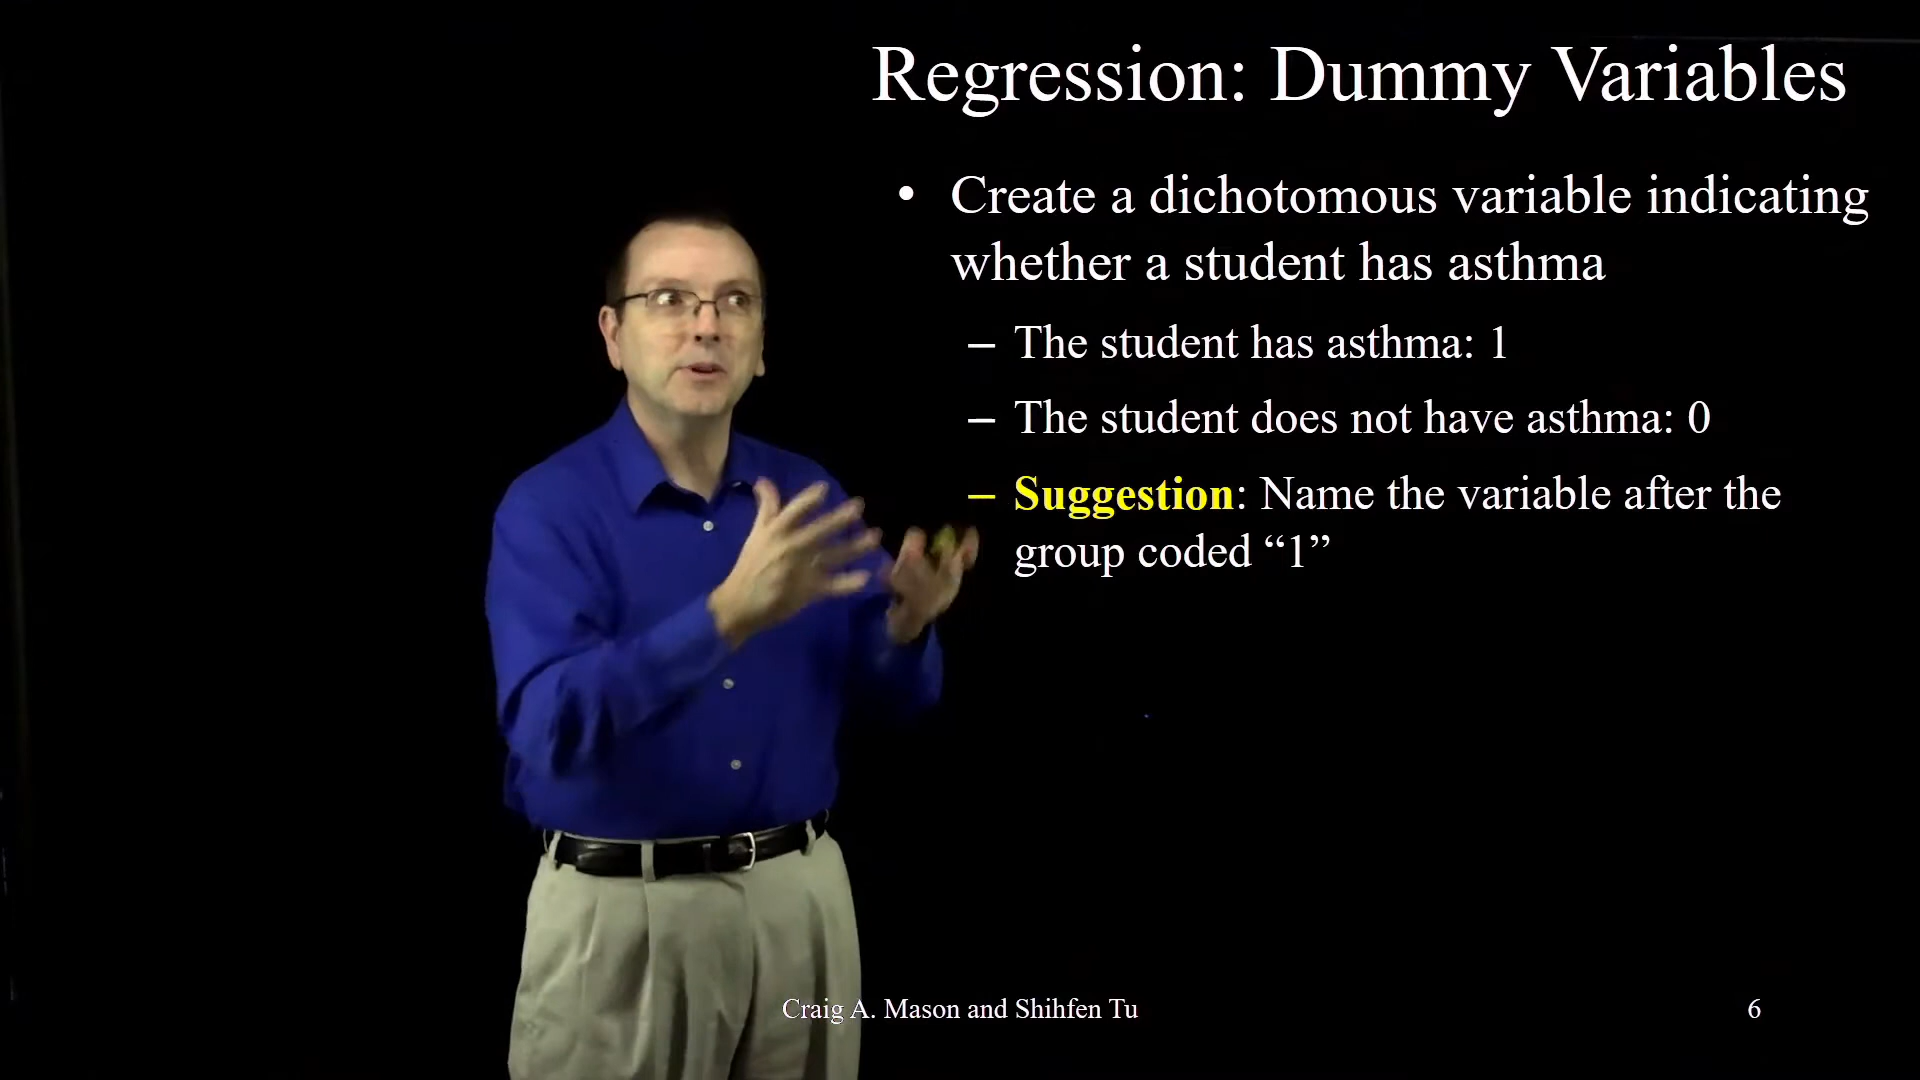 Regression: Dummy Variables
• Create a dichotomous variable indicating
whether a student has asthma
– The student has asthma: 1
– The student does not have asthma: 0
– Suggestion: Name the variable after the
group coded “1”
Craig A. Mason and Shihfen Tu
6